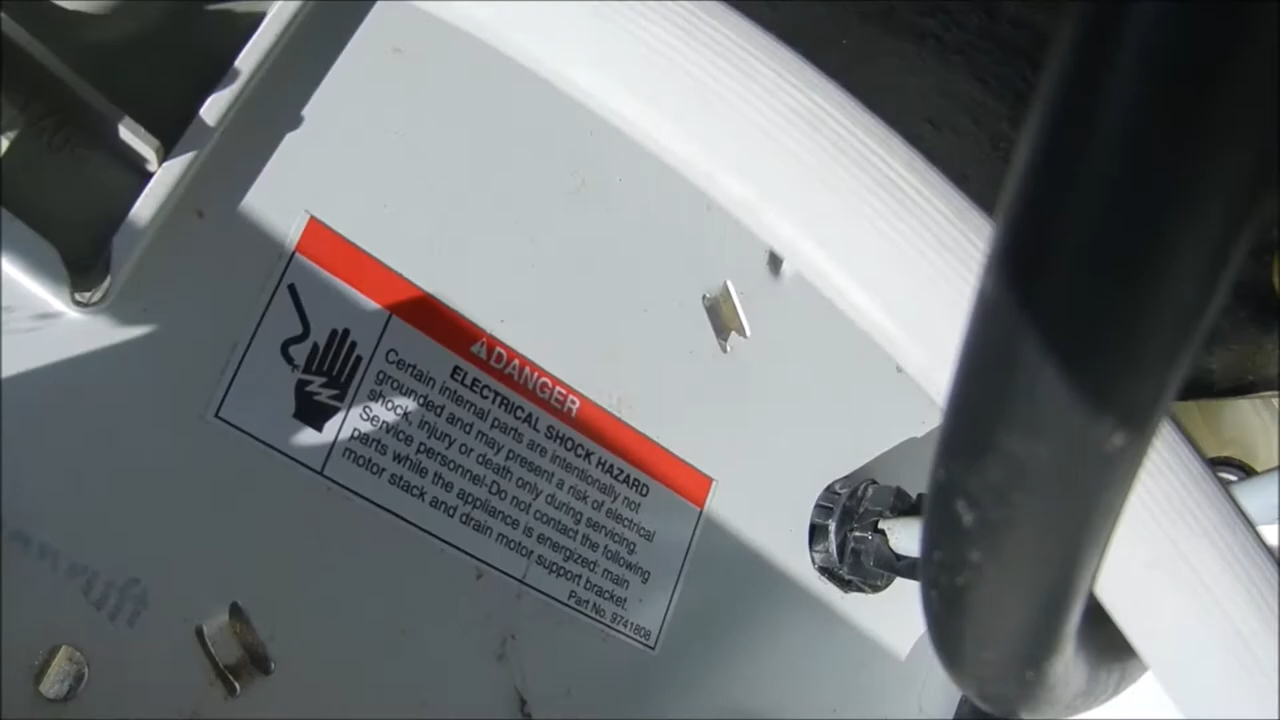 DANGER
ELECTRICAL SHOCK HAZARD
Certain internal parts are intentionally not
grounded and may present a risk of electrical
shock, injury or death only during servicing.
Service personnel-Do not contact the following
parts while the appliance is energized: main
motor stack and drain motor support bracket.
Part No. 9741808